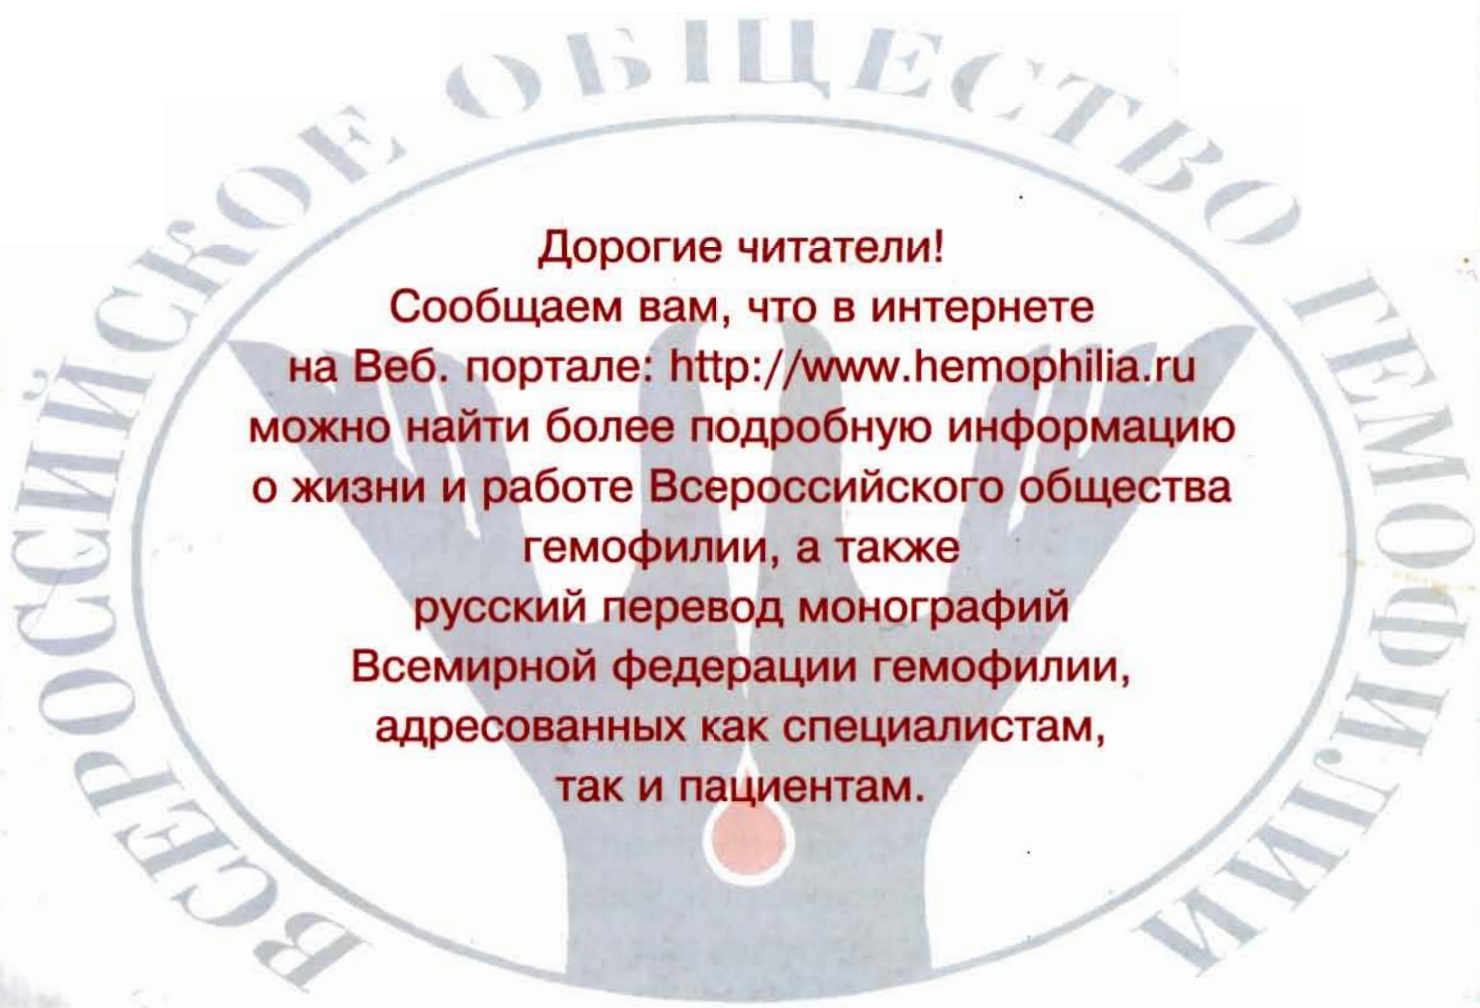 ВСЕРОССИЙСКОЕ ОБЩЕСТВО ГЕМОФИЛИИ
Дорогие читатели!
Сообщаем вам, что в интернете
на Веб. портале: http://www.hemophilia.ru
можно найти более подробную информацию
о жизни и работе Всероссийского общества
гемофилии, а также
русский перевод монографий
Всемирной федерации гемофилии,
адресованных как специалистам,
так и пациентам.